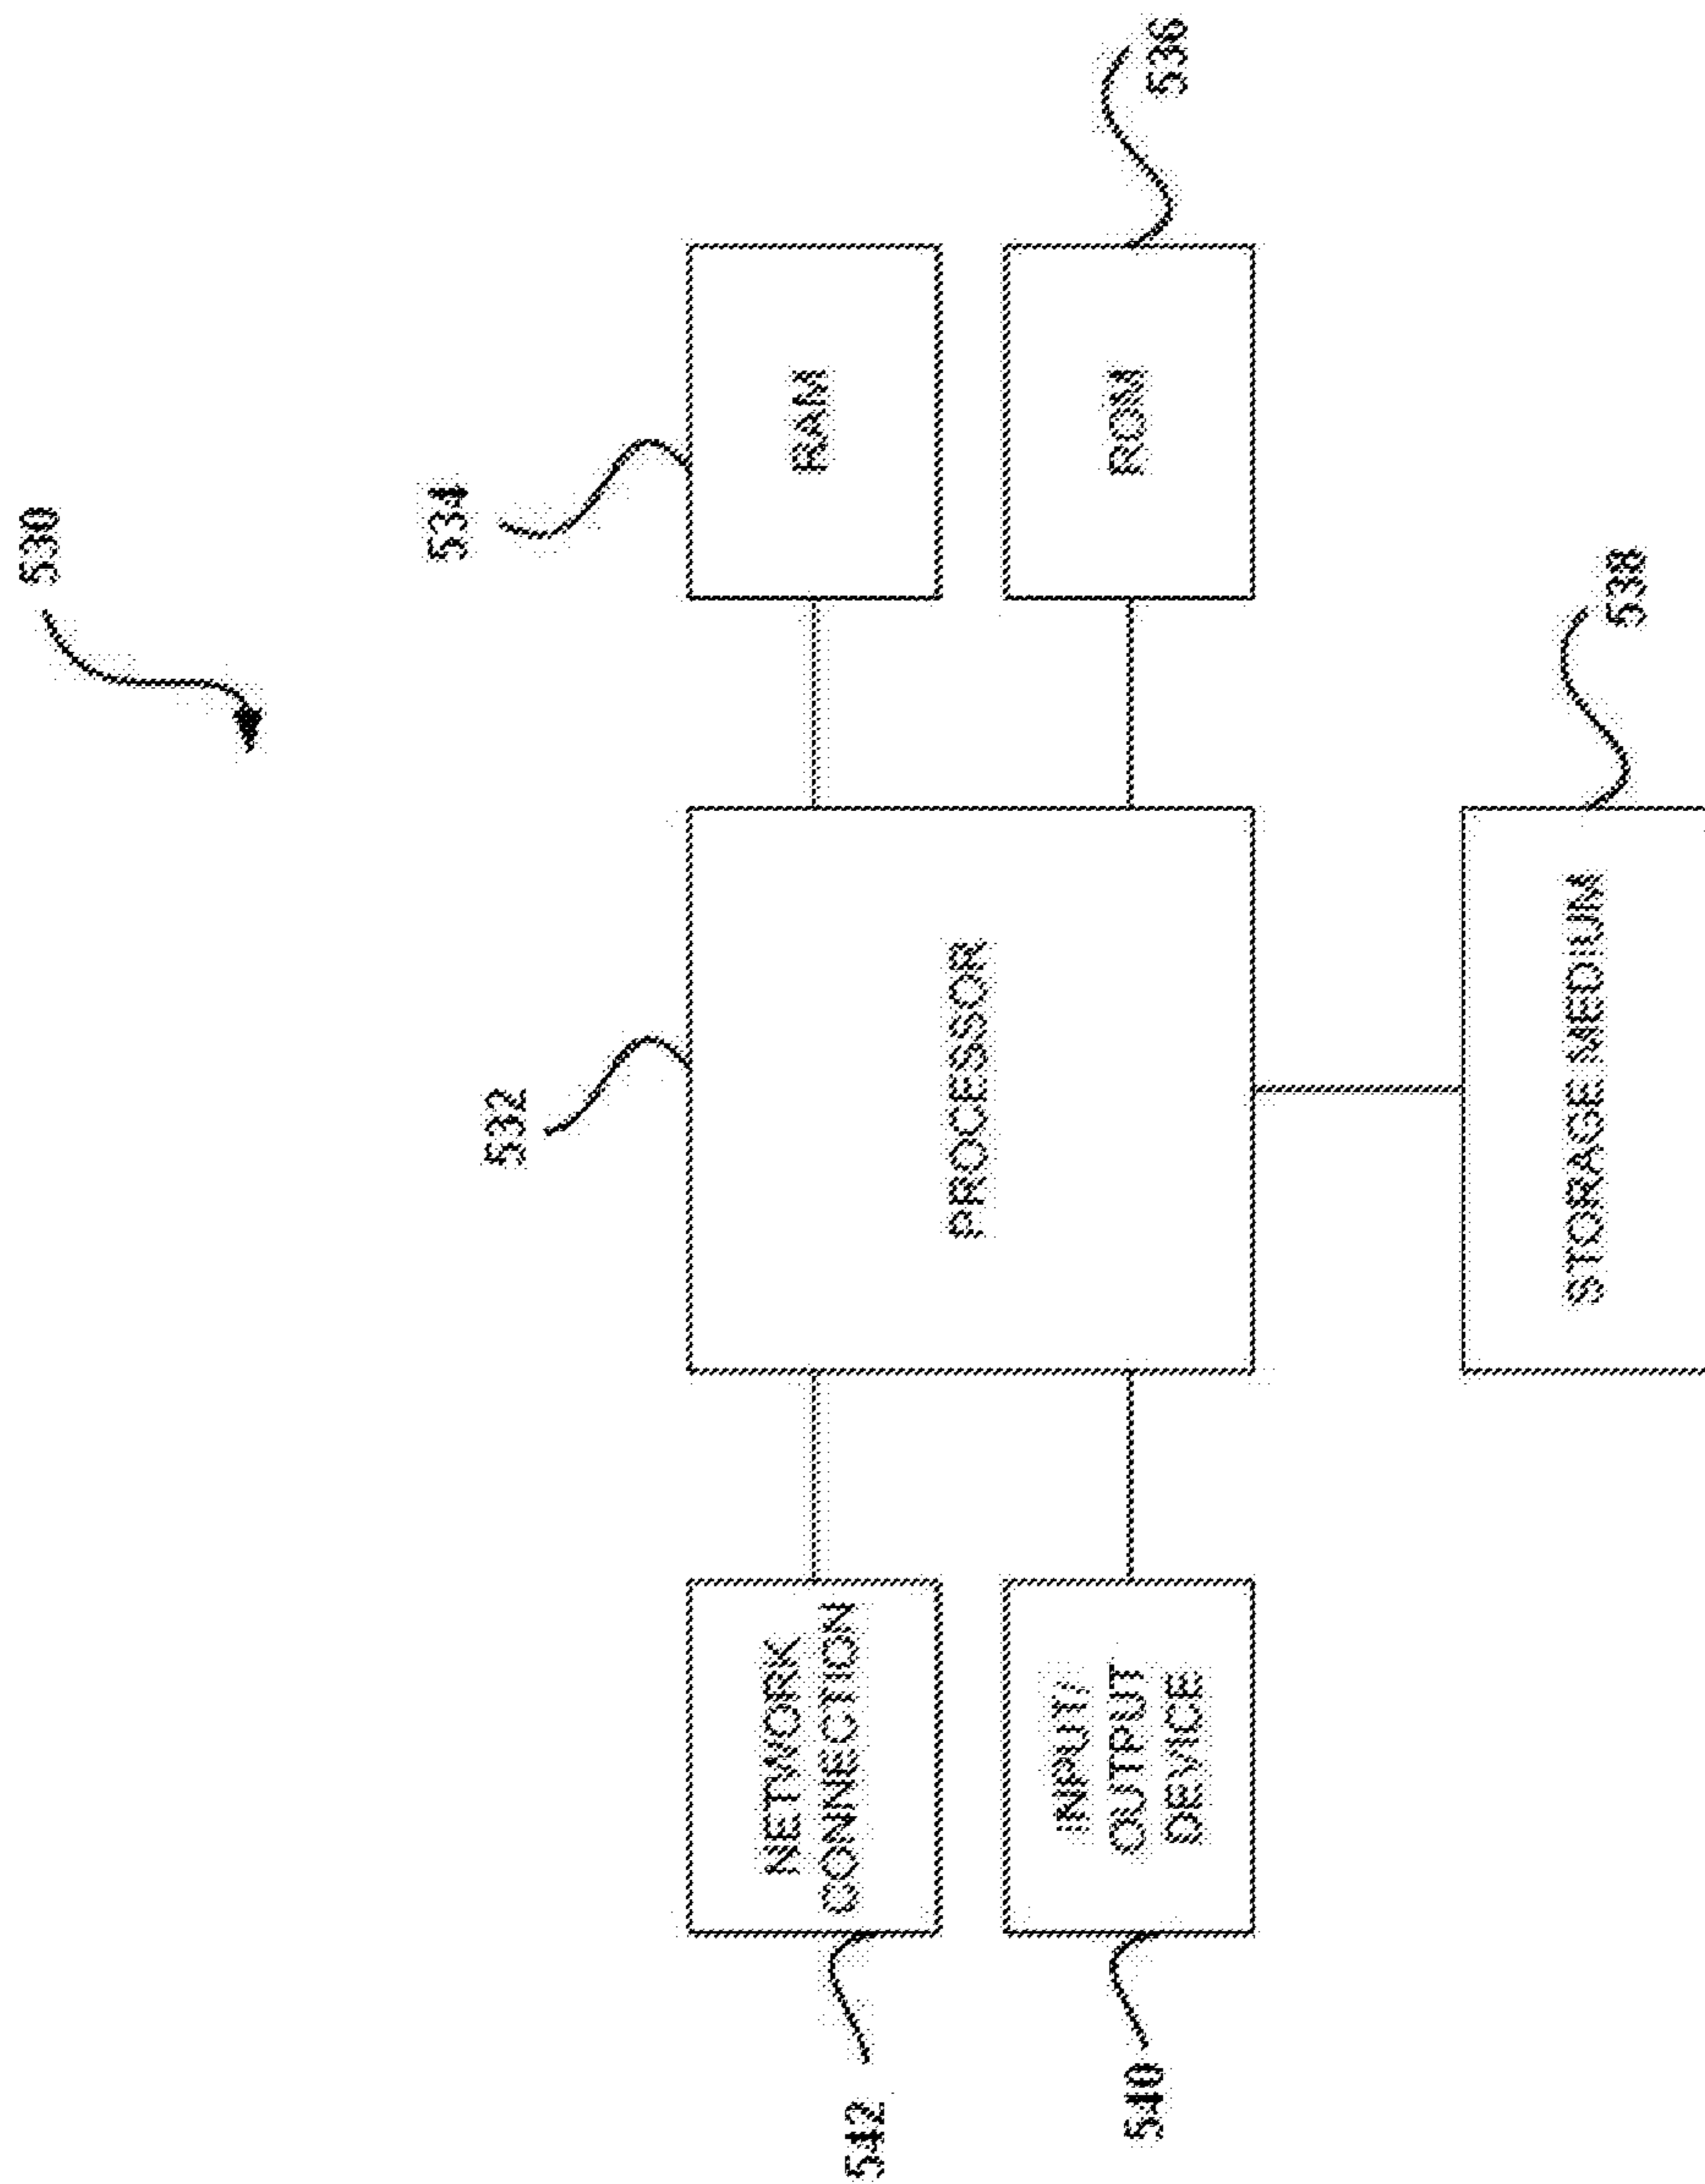 530
534
RAM
536
ROM
532
PROCESSOR
538
STORAGE MEDIUM
542
NETWORK
CONNECTION
540
INPUT/
OUTPUT
DEVICE